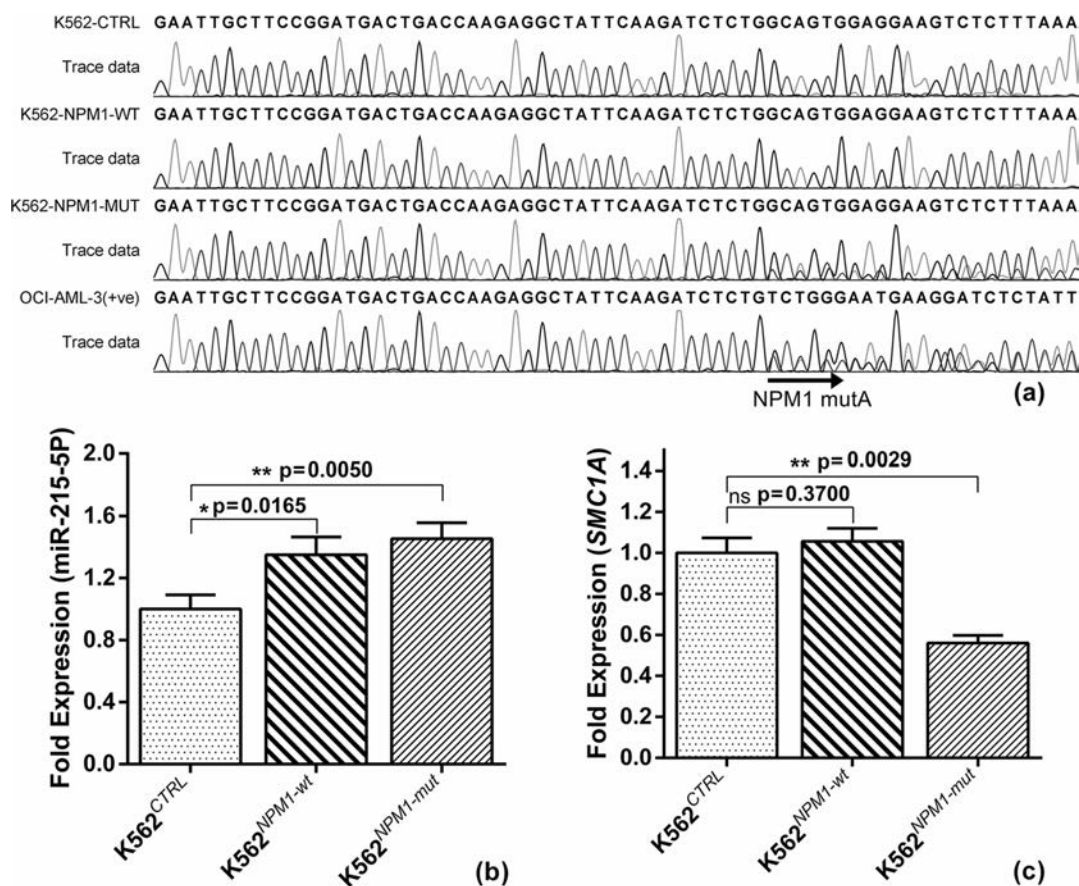 K562-CTRL GAATTGCTTCCGGATGACTGACCAAGAGGCTATTCAAGATCTCTGGCAGTGGAGGAAGTCTCTTTAAA
Trace data
K562-NPM1-WT GAATTGCTTCCGGATGACTGACCAAGAGGCTATTCAAGATCTCTGGCAGTGGAGGAAGTCTCTTTAAA
Trace data
K562-NPM1-MUT GAATTGCTTCCGGATGACTGACCAAGAGGCTATTCAAGATCTCTGGCAGTGGAGGAAGTCTCTTTAAA
Trace data
OCI-AML-3(+ve) GAATTGCTTCCGGATGACTGACCAAGAGGCTATTCAAGATCTCTGTCTGGGAATGAAGGATCTCTATT
Trace data
NPM1 mutA
(a)
Fold Expression (miR-215-5P)
2.0
1.6
1.2
0.8
0.4
0.0
** p=0.0050
* p=0.0165
K562CTRL
K562NPM1-wt
K562NPM1-mut
(b)
Fold Expression (SMC1A)
1.4
1.2
1.0
0.8
0.6
0.4
0.2
0.0
** p=0.0029
ns p=0.3700
K562CTRL
K562NPM1-wt
K562NPM1-mut
(c)